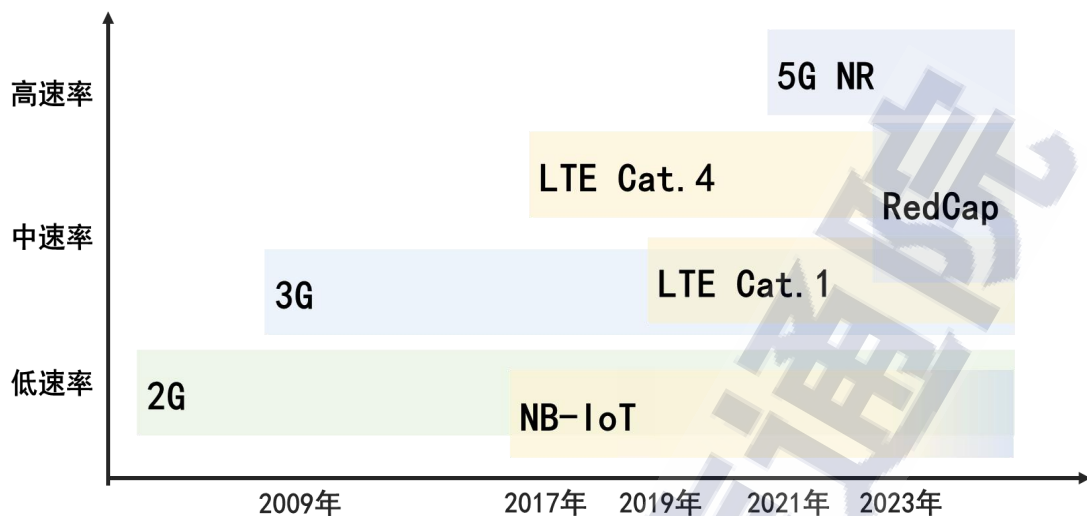 高速率
5G NR
LTE Cat.4
RedCap
中速率
LTE Cat.1
3G
低速率
2G
NB-IoT
2009年
2017年
2019年
2021年
2023年
通院